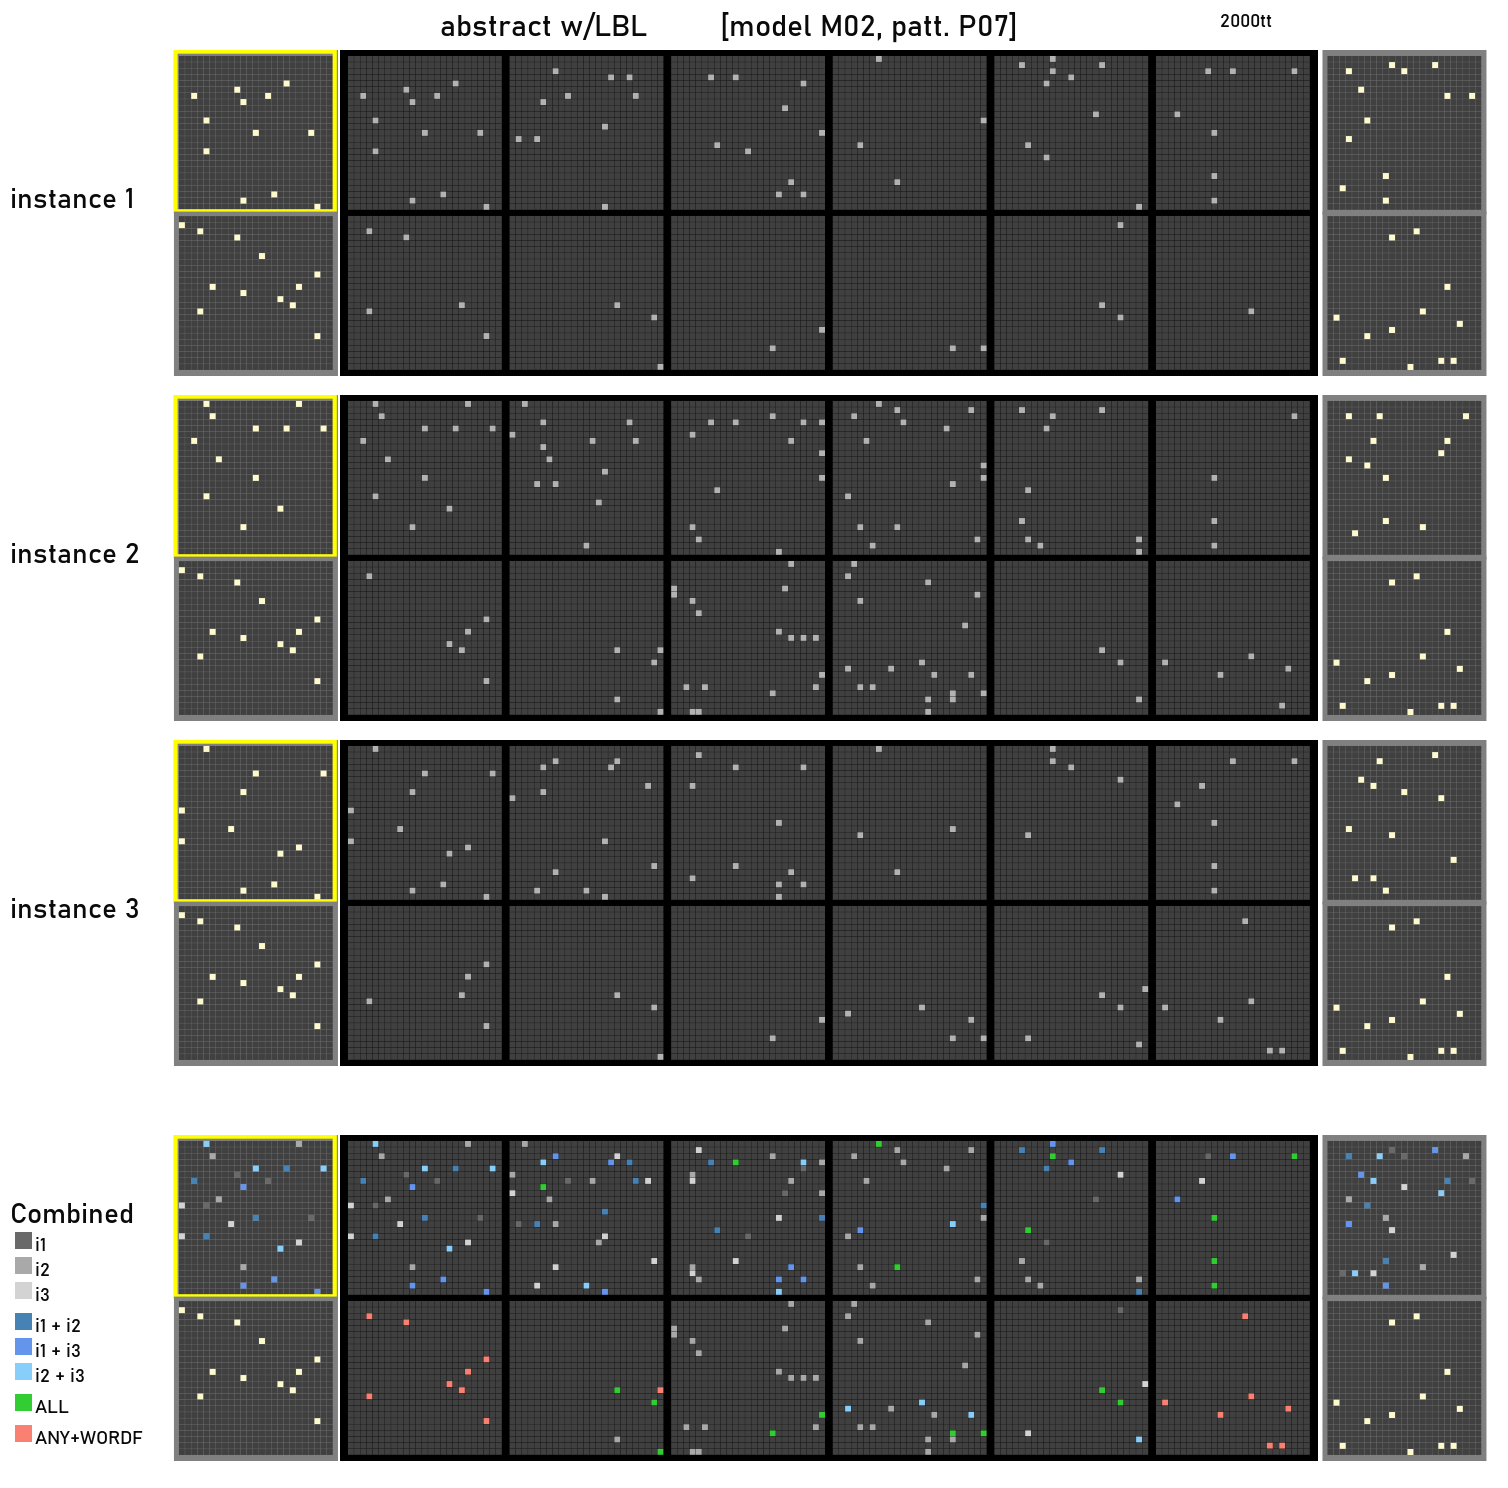 abstract w/LBL [model M02, patt. P07] 2000tt
instance 1
instance 2
instance 3
Combined
i1
i2
i3
i1 + i2
i1 + i3
i2 + i3
ALL
ANY+WORDF